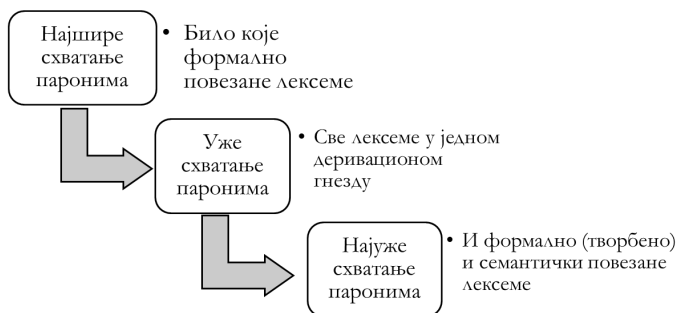 Најшире
схватање
паронима
• Било које
формално
повезане лексеме
Уже
схватање
паронима
• Све лексеме у једном
деривационом
гнезду
Најуже
схватање
паронима
• И формално (творбено)
и семантички повезане
лексеме